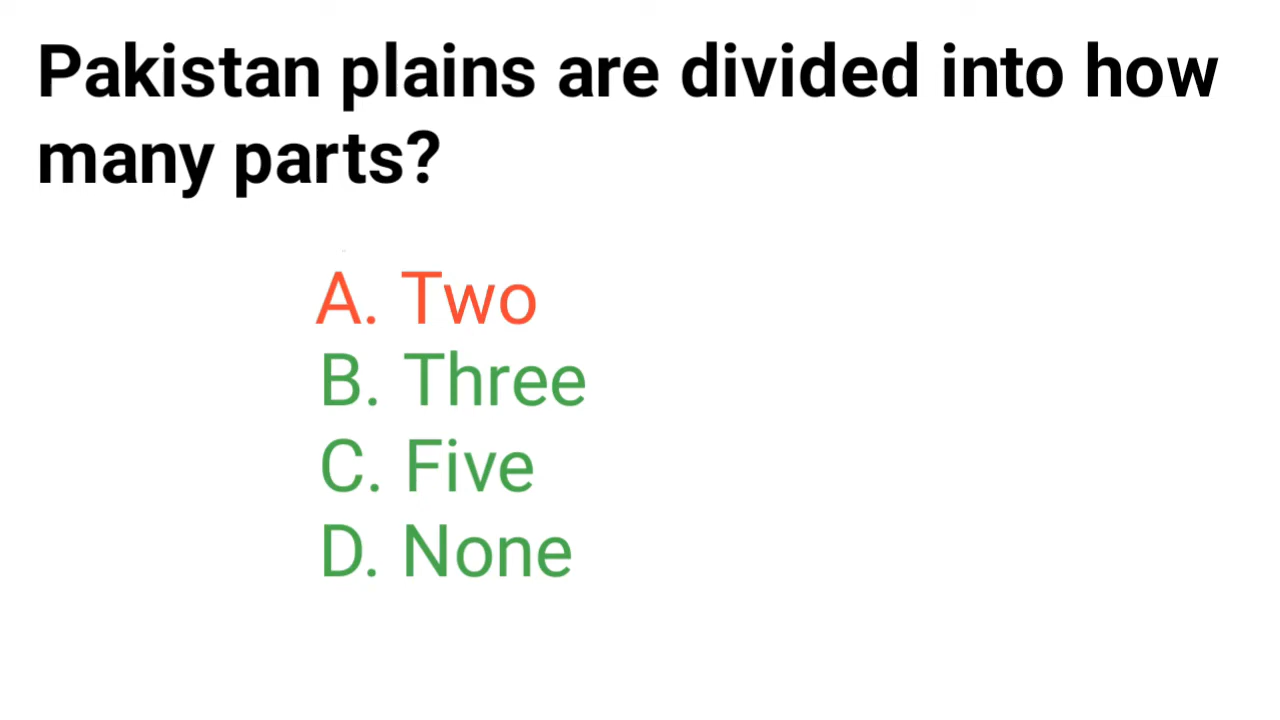 Pakistan plains are divided into how
many parts?
A. Two
B. Three
C. Five
D. None